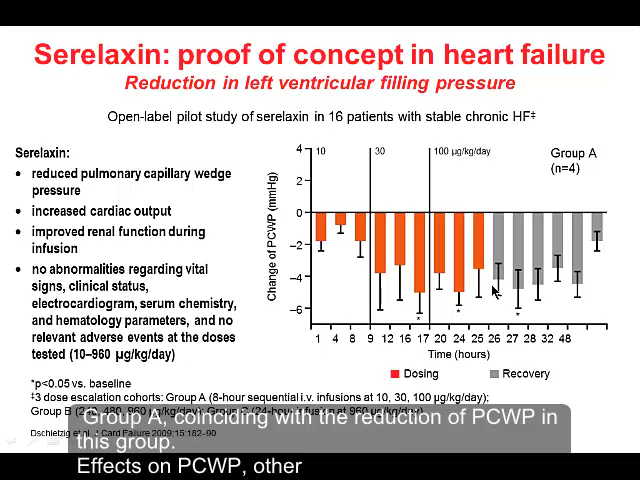 Serelaxin: proof of concept in heart failure
Reduction in left ventricular filling pressure
Open-label pilot study of serelaxin in 16 patients with stable chronic HF‡
Serelaxin:
• reduced pulmonary capillary wedge
pressure
• increased cardiac output
• improved renal function during
infusion
• no abnormalities regarding vital
signs, clinical status,
electrocardiogram, serum chemistry,
and hematology parameters, and no
relevant adverse events at the doses
tested (10–960 µg/kg/day)
Change of PCWP (mmHg)
4
2
0
−2
−4
−6
10
30
100 µg/kg/day
Group A
(n=4)
*
*
*
1 4 8 9 12 16 17 20 24 25 26 26 28 32 48
Time (hours)
Dosing
Recovery
*p<0.05 vs. baseline
‡3 dose escalation cohorts: Group A (8-hour sequential i.v. infusions at 10, 30, 100 µg/kg/day);
Group B (240, 480, 960 µg/kg/day); Group C (24-hour infusion at 960 µg/kg/day)
Dschietzig et al. J Card Failure 2009;15:182–90
Group A, coinciding with the reduction of PCWP in
this group.
Effects on PCWP, other